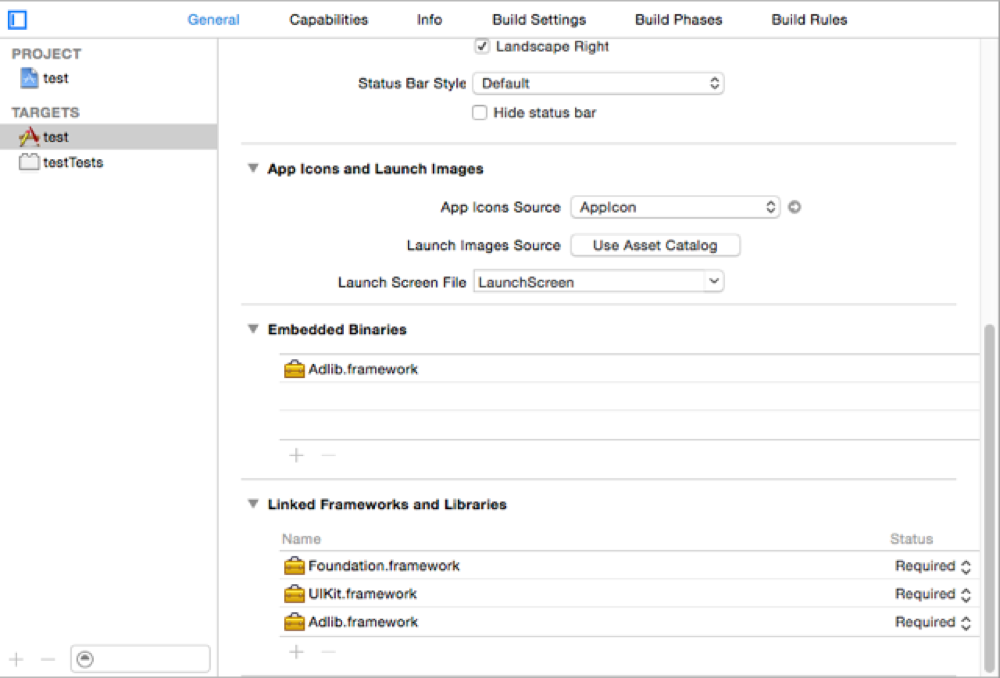 General Capabilities Info Build Settings Build Phases Build Rules
PROJECT
test
TARGETS
test
testTests
Landscape Right
Status Bar Style Default
Hide status bar
App Icons and Launch Images
App Icons Source AppIcon
Launch Images Source Use Asset Catalog
Launch Screen File LaunchScreen
Embedded Binaries
Adlib.framework
Linked Frameworks and Libraries
Name Status
Foundation.framework Required
UIKit.framework Required
Adlib.framework Required